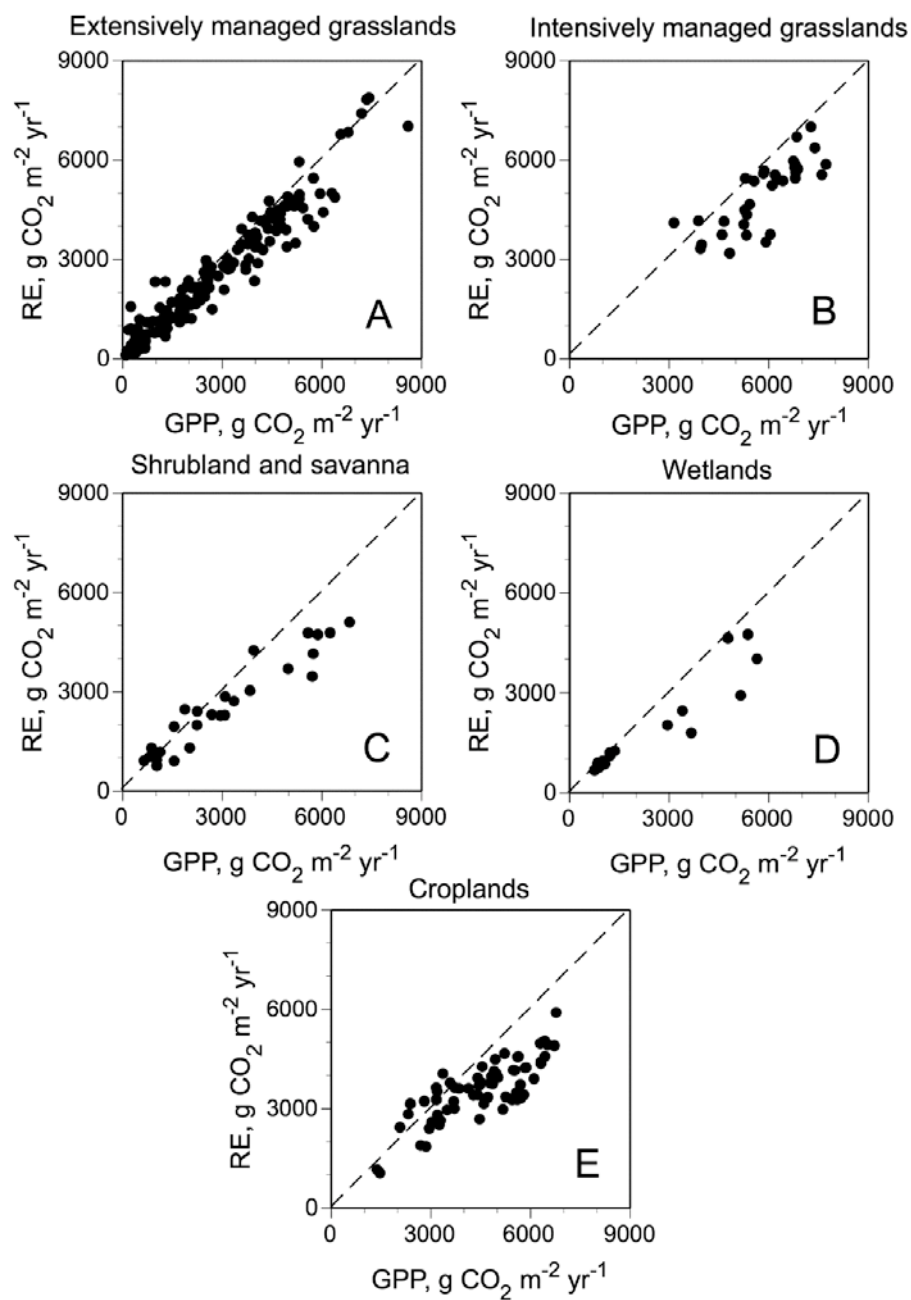 Extensively managed grasslands
9000
6000
3000
0
RE, g CO2 m-2 yr-1
A
0 3000 6000 9000
GPP, g CO2 m-2 yr-1
Intensively managed grasslands
9000
6000
3000
0
RE, g CO2 m-2 yr-1
B
0 3000 6000 9000
GPP, g CO2 m-2 yr-1
Shrubland and savanna
9000
6000
3000
0
RE, g CO2 m-2 yr-1
C
0 3000 6000 9000
GPP, g CO2 m-2 yr-1
Wetlands
9000
6000
3000
0
RE, g CO2 m-2 yr-1
D
0 3000 6000 9000
GPP, g CO2 m-2 yr-1
Croplands
9000
6000
3000
0
RE, g CO2 m-2 yr-1
E
0 3000 6000 9000
GPP, g CO2 m-2 yr-1